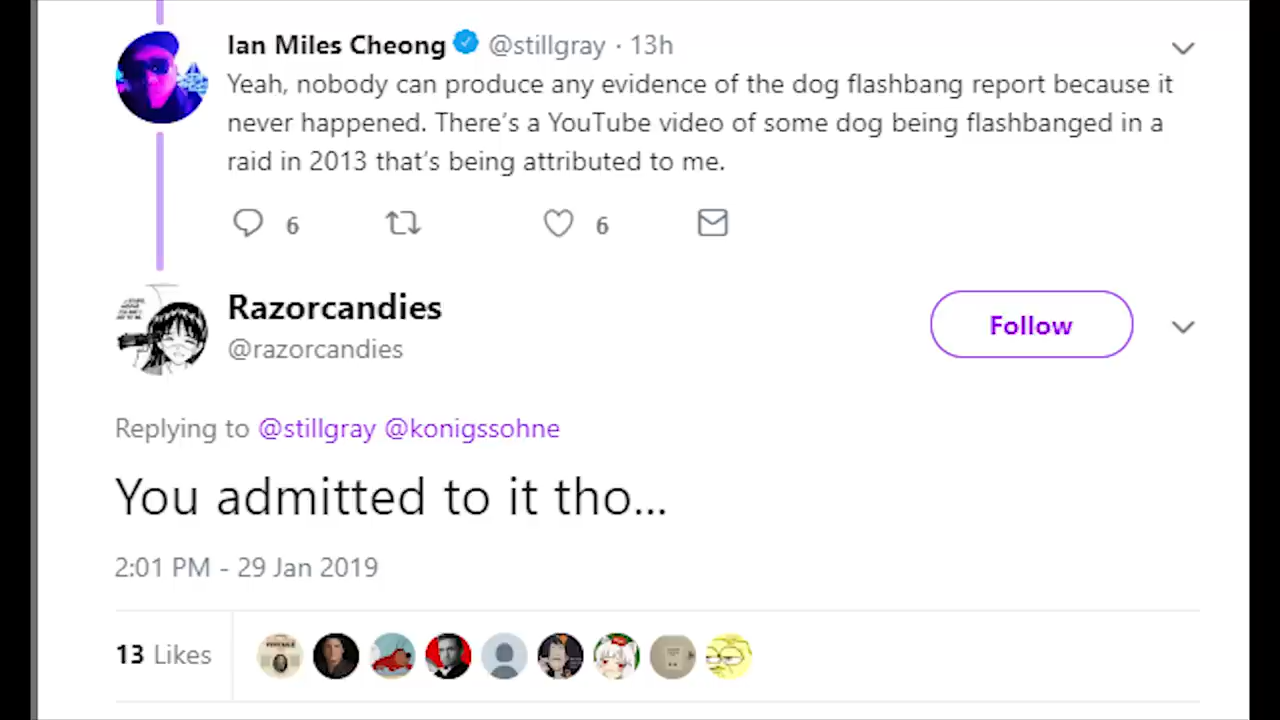 Ian Miles Cheong @stillgray · 13h
Yeah, nobody can produce any evidence of the dog flashbang report because it
never happened. There's a YouTube video of some dog being flashbanged in a
raid in 2013 that's being attributed to me.
6 6
Razorcandies
Follow
@razorcandies
Replying to @stillgray @konigssohne
You admitted to it tho...
2:01 PM - 29 Jan 2019
13 Likes